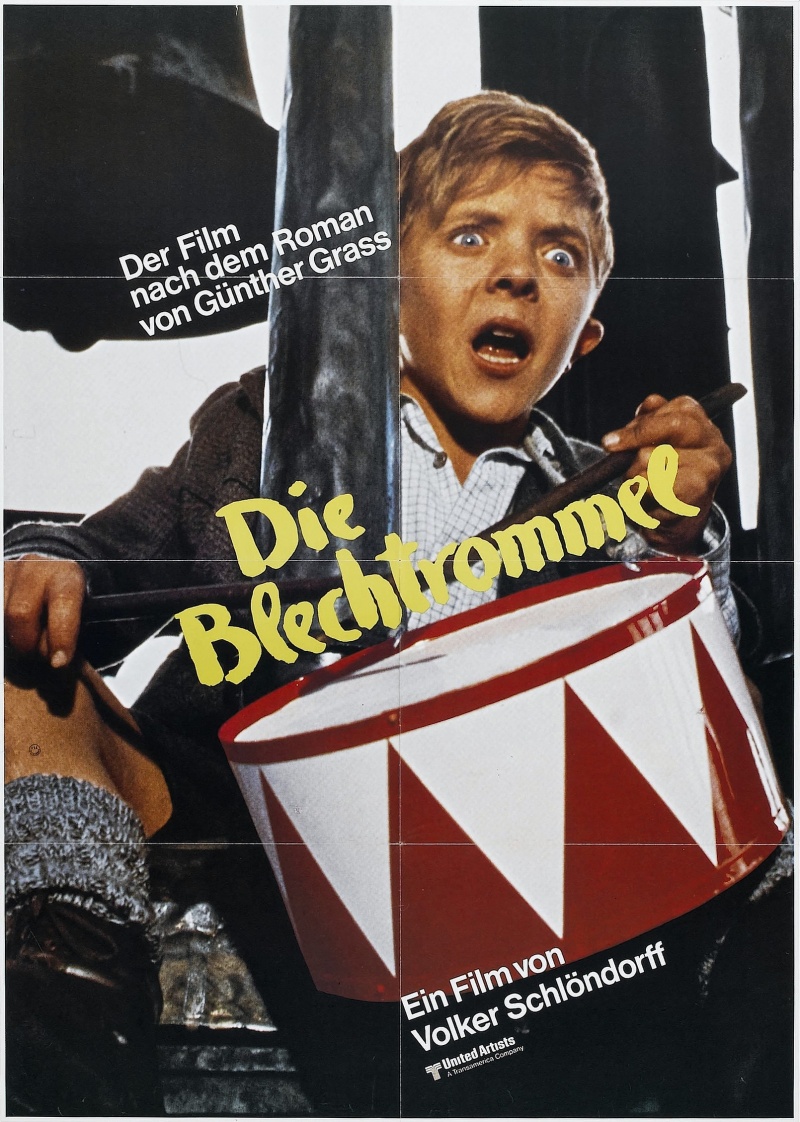 Der Film
nach dem Roman
von Günther Grass
Die
Blechtrommel
Ein Film von
Volker Schlöndorff
United Artists
A Transamerica Company